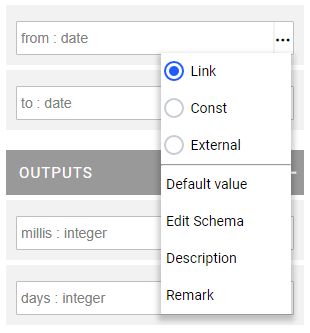 from : date
...
Link
Const
to : date
External
OUTPUTS
Default value
Edit Schema
millis : integer
Description
days : integer
Remark